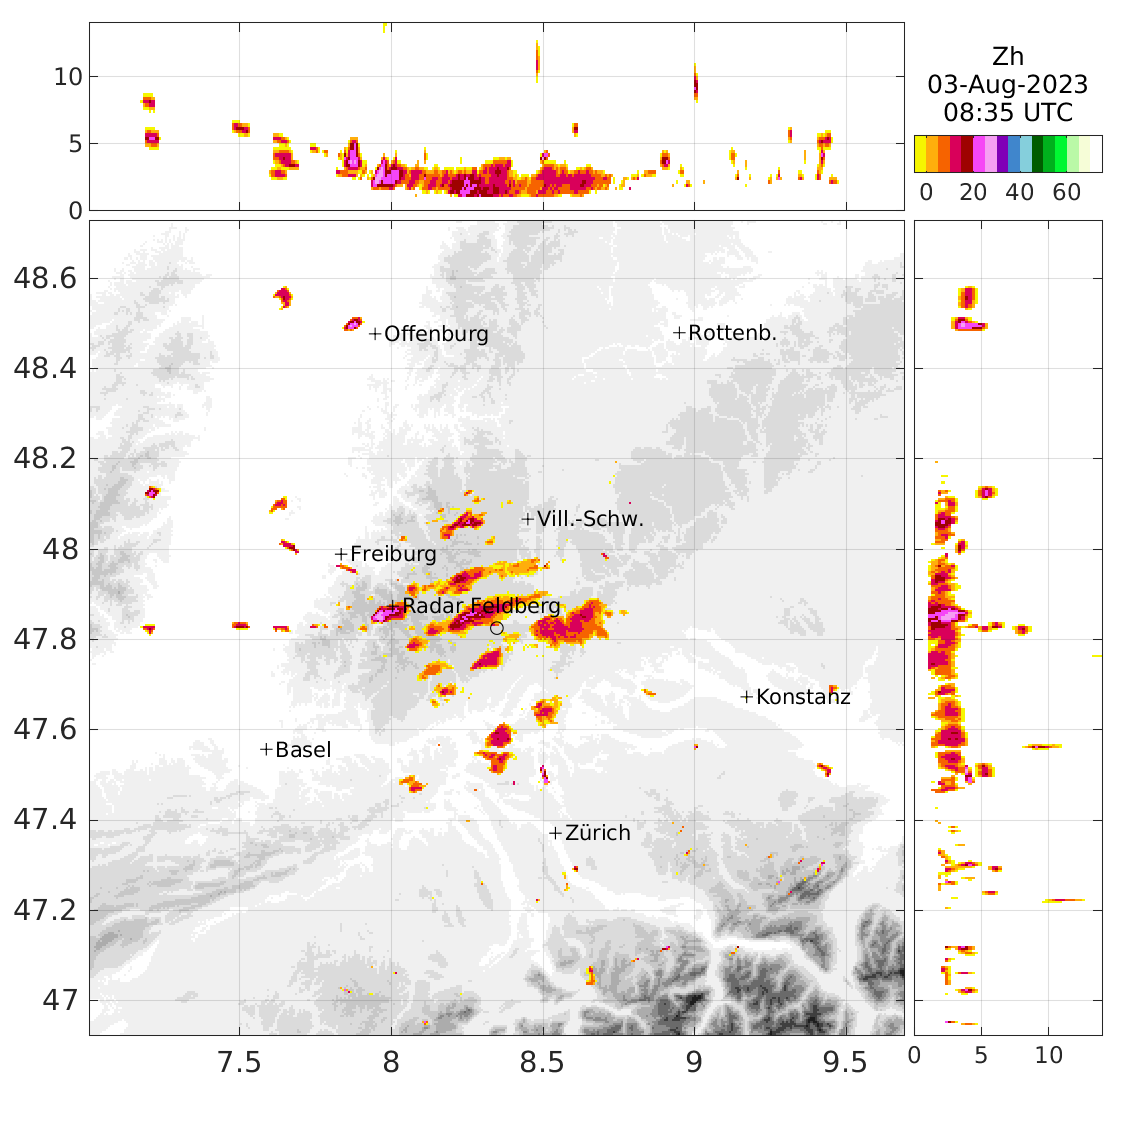 Zh
03-Aug-2023
08:35 UTC
0 20 40 60
10
5
0
48.6
48.4
48.2
48
47.8
47.6
47.4
47.2
47
Offenburg
Rottenb.
Vill.-Schw.
Freiburg
Radar Feldberg
Konstanz
Basel
Zürich
7.5 8 8.5 9 9.5
0 5 10